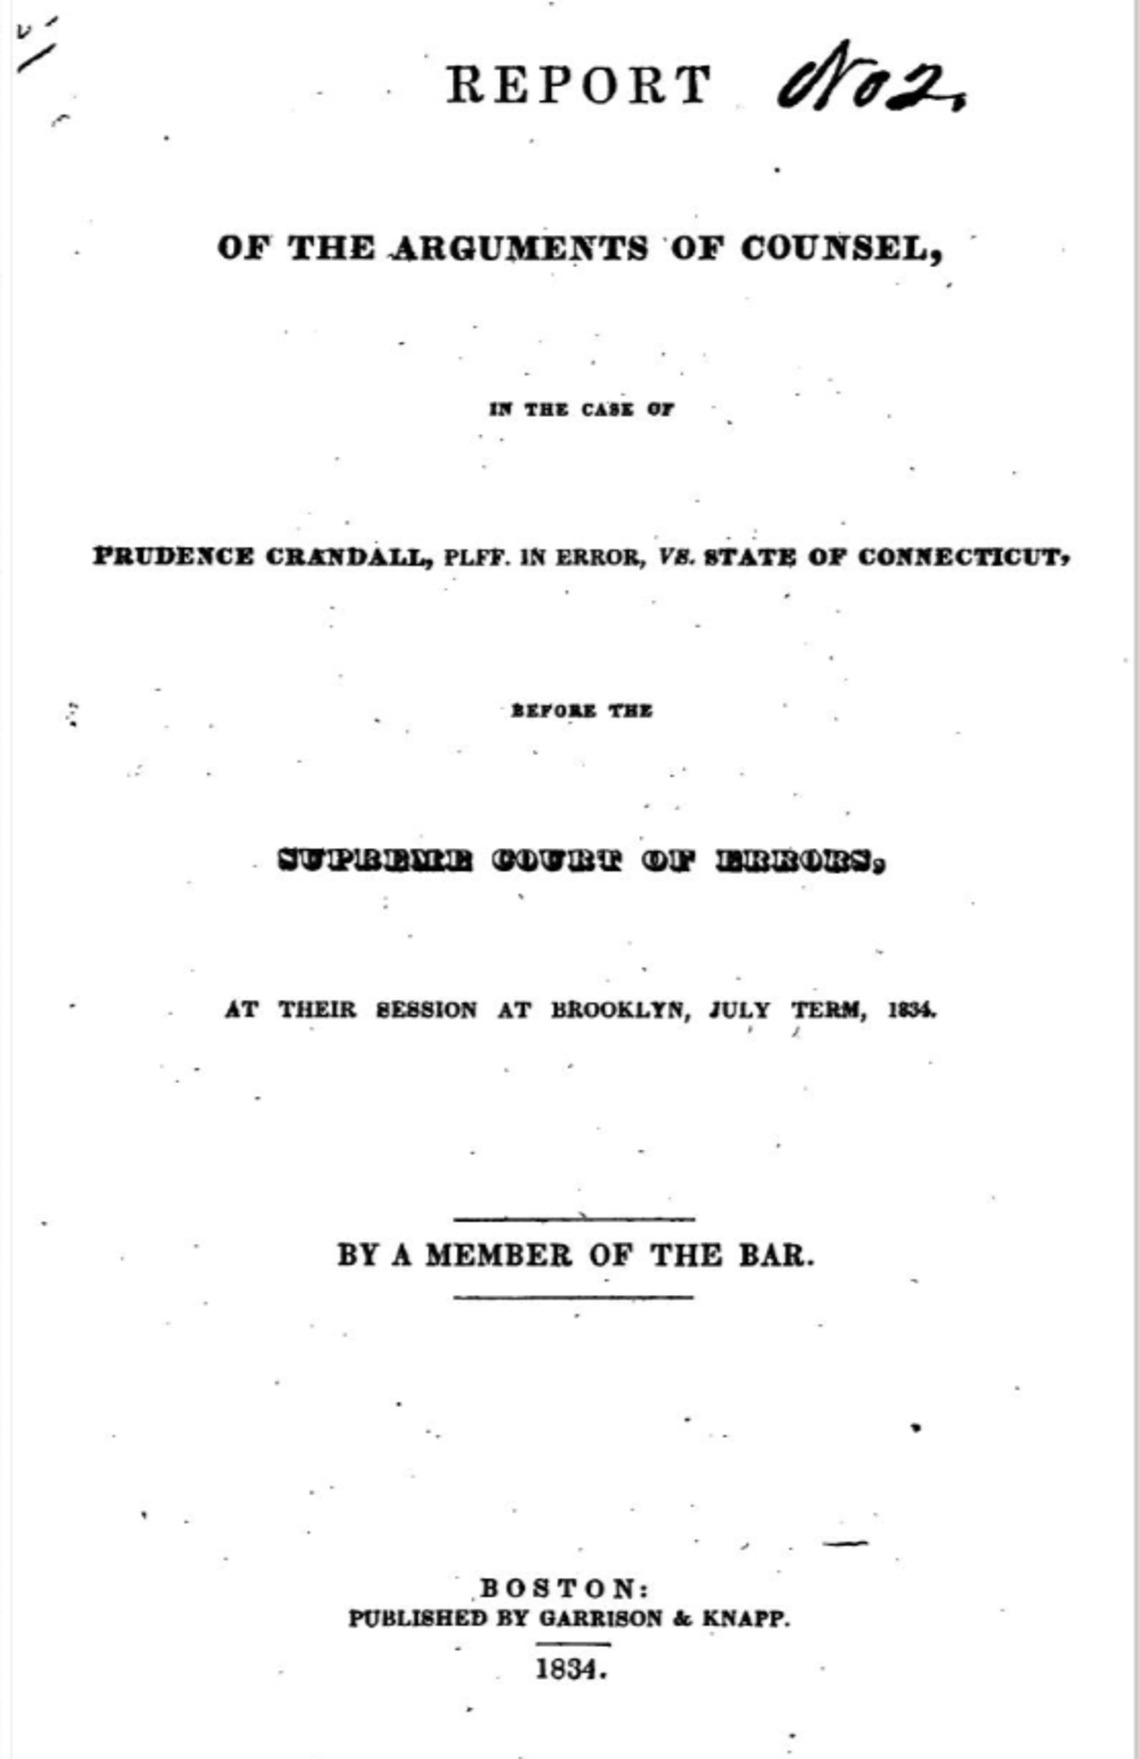 REPORT No 2.
OF THE ARGUMENTS OF COUNSEL,
IN THE CASE OF
PRUDENCE CRANDALL, PLFF. IN ERROR, VS. STATE OF CONNECTICUT,
BEFORE THE
SUPREME COURT OF ERRORS,
AT THEIR SESSION AT BROOKLYN, JULY TERM, 1834.
BY A MEMBER OF THE BAR.
BOSTON:
PUBLISHED BY GARRISON & KNAPP.
1834.